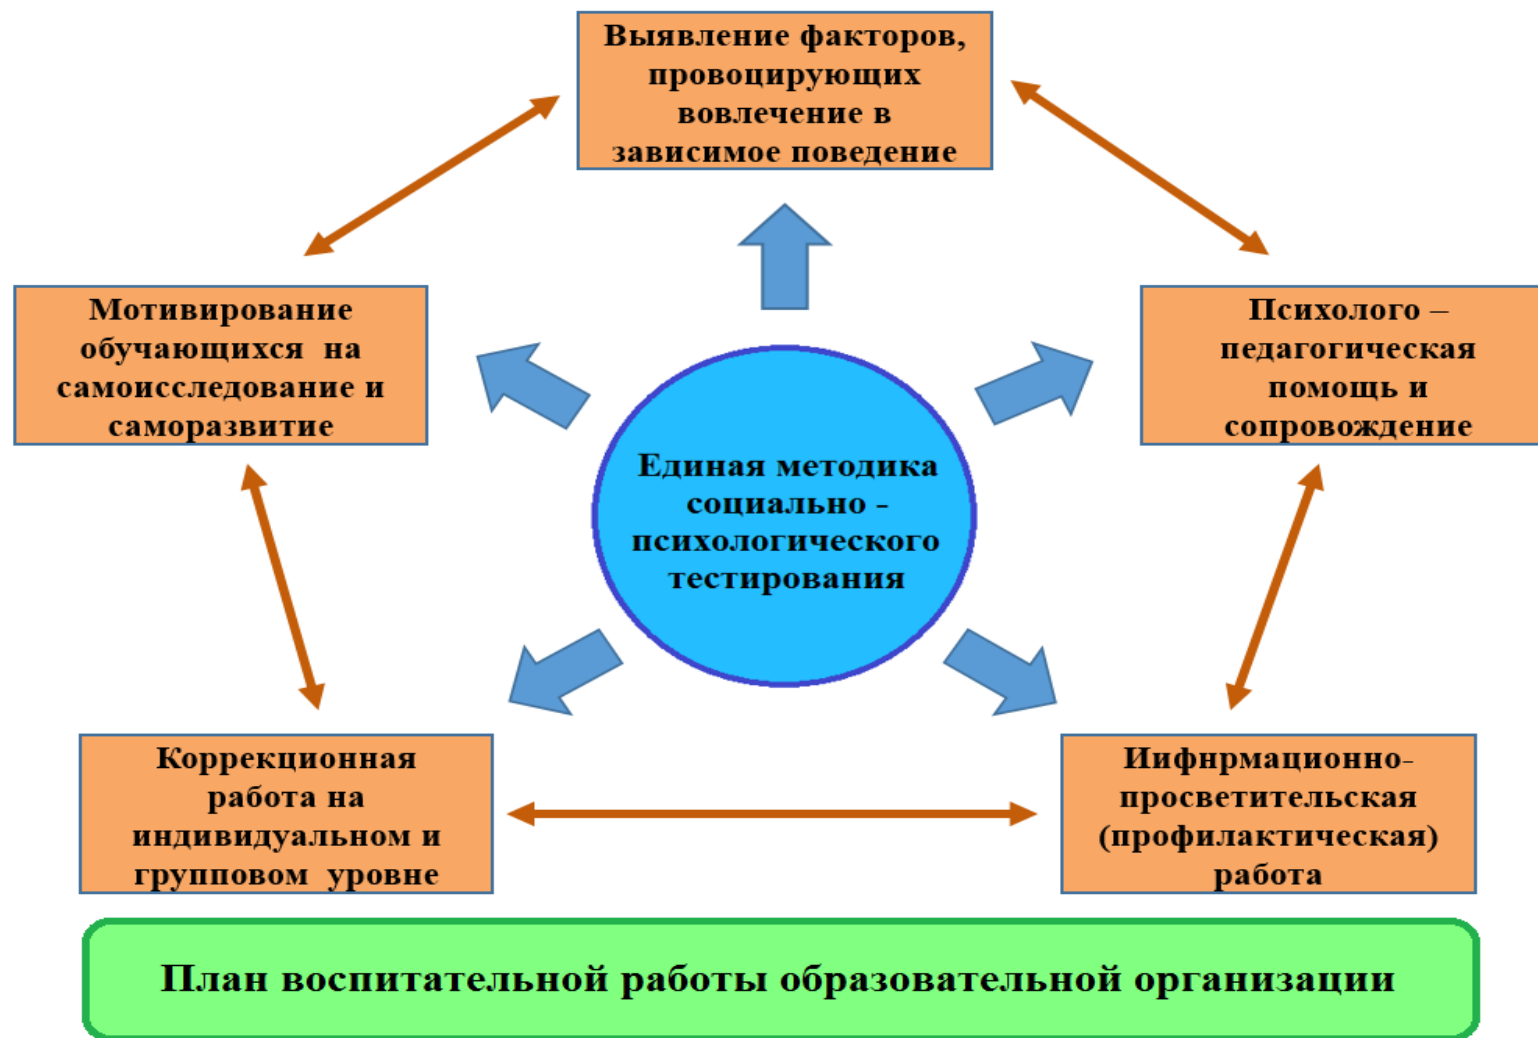 Выявление факторов,
провоцирующих
вовлечение в
зависимое поведение
Мотивирование
обучающихся на
самоисследование и
саморазвитие
Психолого –
педагогическая
помощь и
сопровождение
Единая методика
социально -
психологического
тестирования
Коррекционная
работа на
индивидуальном и
групповом уровне
Иифнрмационно-
просветительская
(профилактическая)
работа
План воспитательной работы образовательной организации